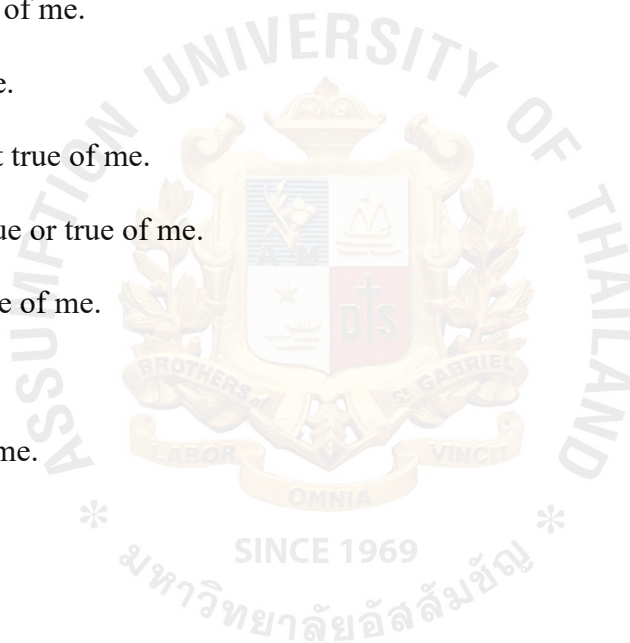 of me.
UNIVERSITY OF THAILAND
e.
ASSUMPTION
t true of me.
ue or true of me.
A M
e of me.
D S
BROTHERS of St GABRIEL
me.
LABOR VINCIT
OMNIA
SINCE 1969
มหาวิทยาลัยอัสสัมชัญ